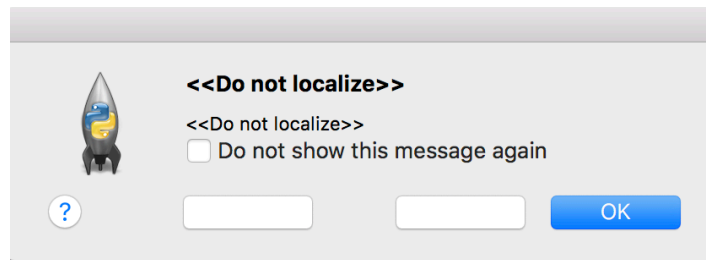 <<Do not localize>>
<<Do not localize>>
Do not show this message again
? OK